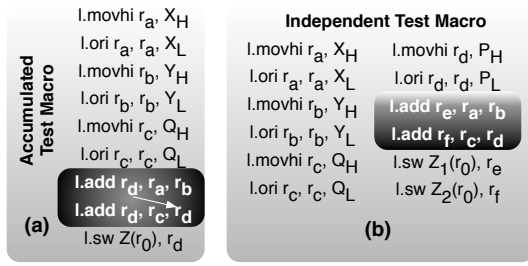 Accumulated
Test Macro
l.movhi r_a, X_H
l.ori r_a, r_a, X_L
l.movhi r_b, Y_H
l.ori r_b, r_b, Y_L
l.movhi r_c, Q_H
l.ori r_c, r_c, Q_L
l.add r_d, r_a, r_b
l.add r_d, r_c, r_d
l.sw Z(r_0), r_d
(a)
Independent Test Macro
l.movhi r_a, X_H
l.ori r_a, r_a, X_L
l.movhi r_b, Y_H
l.ori r_b, r_b, Y_L
l.movhi r_c, Q_H
l.ori r_c, r_c, Q_L
l.movhi r_d, P_H
l.ori r_d, r_d, P_L
l.add r_e, r_a, r_b
l.add r_f, r_c, r_d
l.sw Z_1(r_0), r_e
l.sw Z_2(r_0), r_f
(b)